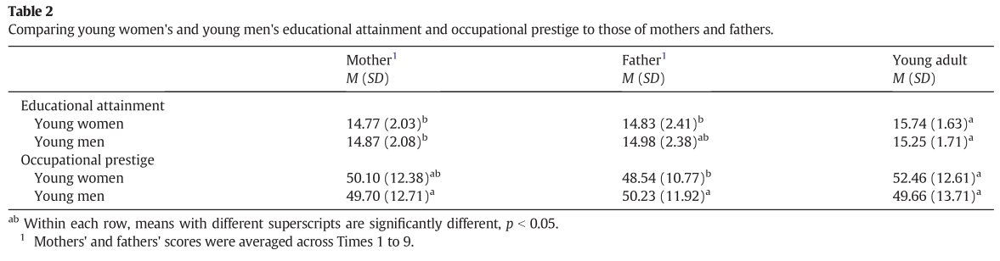 Table 2
Comparing young women's and young men's educational attainment and occupational prestige to those of mothers and fathers.
Mother¹ Father¹ Young adult
M (SD) M (SD) M (SD)
Educational attainment
Young women 14.77 (2.03)ᵇ 14.83 (2.41)ᵇ 15.74 (1.63)ᵃ
Young men 14.87 (2.08)ᵇ 14.98 (2.38)ᵃᵇ 15.25 (1.71)ᵃ
Occupational prestige
Young women 50.10 (12.38)ᵃᵇ 48.54 (10.77)ᵇ 52.46 (12.61)ᵃ
Young men 49.70 (12.71)ᵃ 50.23 (11.92)ᵃ 49.66 (13.71)ᵃ
ᵃᵇ Within each row, means with different superscripts are significantly different, p < 0.05.
¹ Mothers' and fathers' scores were averaged across Times 1 to 9.